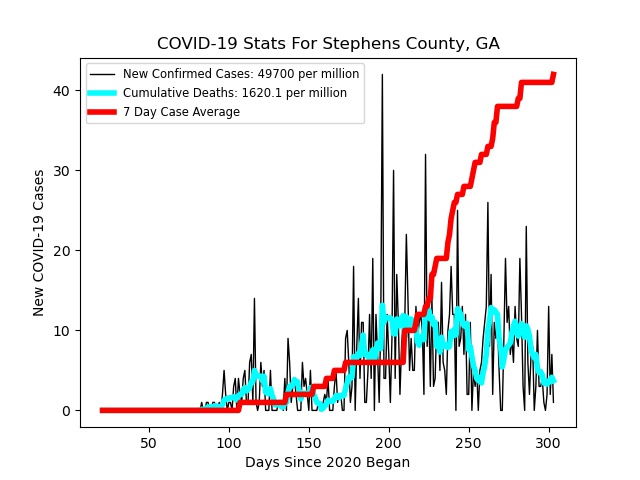 COVID-19 Stats For Stephens County, GA
New Confirmed Cases: 49700 per million
Cumulative Deaths: 1620.1 per million
7 Day Case Average
New COVID-19 Cases
40
30
20
10
0
50 100 150 200 250 300
Days Since 2020 Began